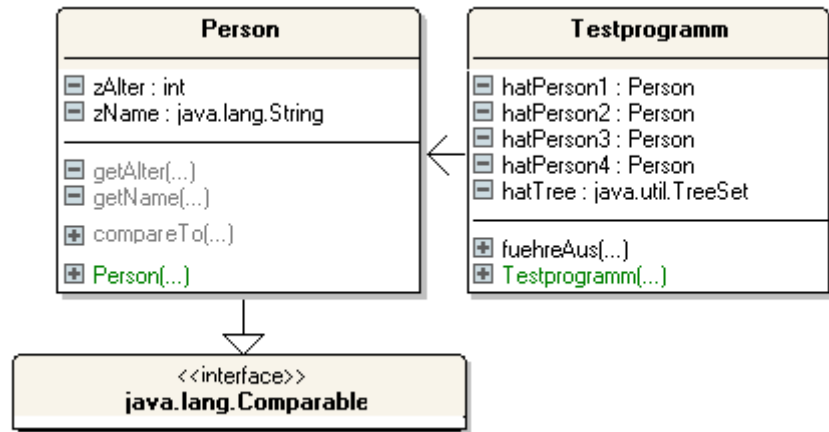 Person
zAlter : int
zName : java.lang.String
getAlter(...)
getName(...)
compareTo(...)
Person(...)
Testprogramm
hatPerson1 : Person
hatPerson2 : Person
hatPerson3 : Person
hatPerson4 : Person
hatTree : java.util.TreeSet
fuehreAus(...)
Testprogramm(...)
<<interface>>
java.lang.Comparable